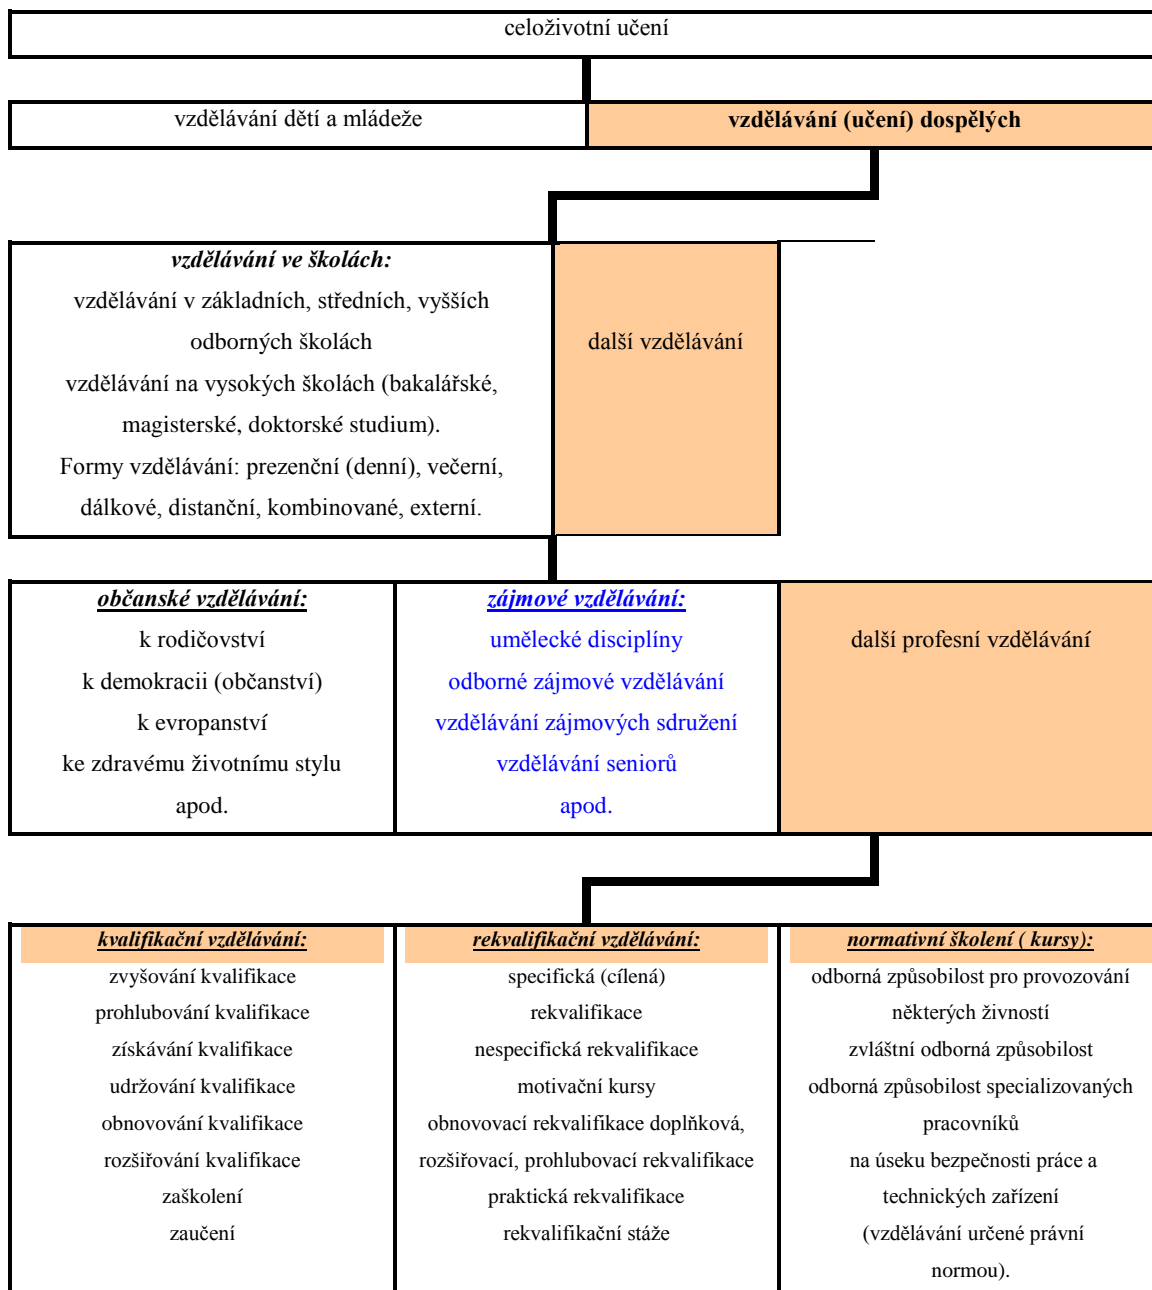 celoživotní učení
vzdělávání dětí a mládeže
vzdělávání (učení) dospělých
vzdělávání ve školách:
vzdělávání v základních, středních, vyšších
odborných školách
vzdělávání na vysokých školách (bakalářské,
magisterské, doktorské studium).
Formy vzdělávání: prezenční (denní), večerní,
dálkové, distanční, kombinované, externí.
další vzdělávání
občanské vzdělávání:
k rodičovství
k demokracii (občanství)
k evropanství
ke zdravému životnímu stylu
apod.
zájmové vzdělávání:
umělecké disciplíny
odborné zájmové vzdělávání
vzdělávání zájmových sdružení
vzdělávání seniorů
apod.
další profesní vzdělávání
kvalifikační vzdělávání:
zvyšování kvalifikace
prohlubování kvalifikace
získávání kvalifikace
udržování kvalifikace
obnovování kvalifikace
rozšiřování kvalifikace
zaškolení
zaučení
rekvalifikační vzdělávání:
specifická (cílená)
rekvalifikace
nespecifická rekvalifikace
motivační kursy
obnovovací rekvalifikace doplňková,
rozšiřovací, prohlubovací rekvalifikace
praktická rekvalifikace
rekvalifikační stáže
normativní školení ( kursy):
odborná způsobilost pro provozování
některých živností
zvláštní odborná způsobilost
odborná způsobilost specializovaných
pracovníků
na úseku bezpečnosti práce a
technických zařízení
(vzdělávání určené právní
normou).